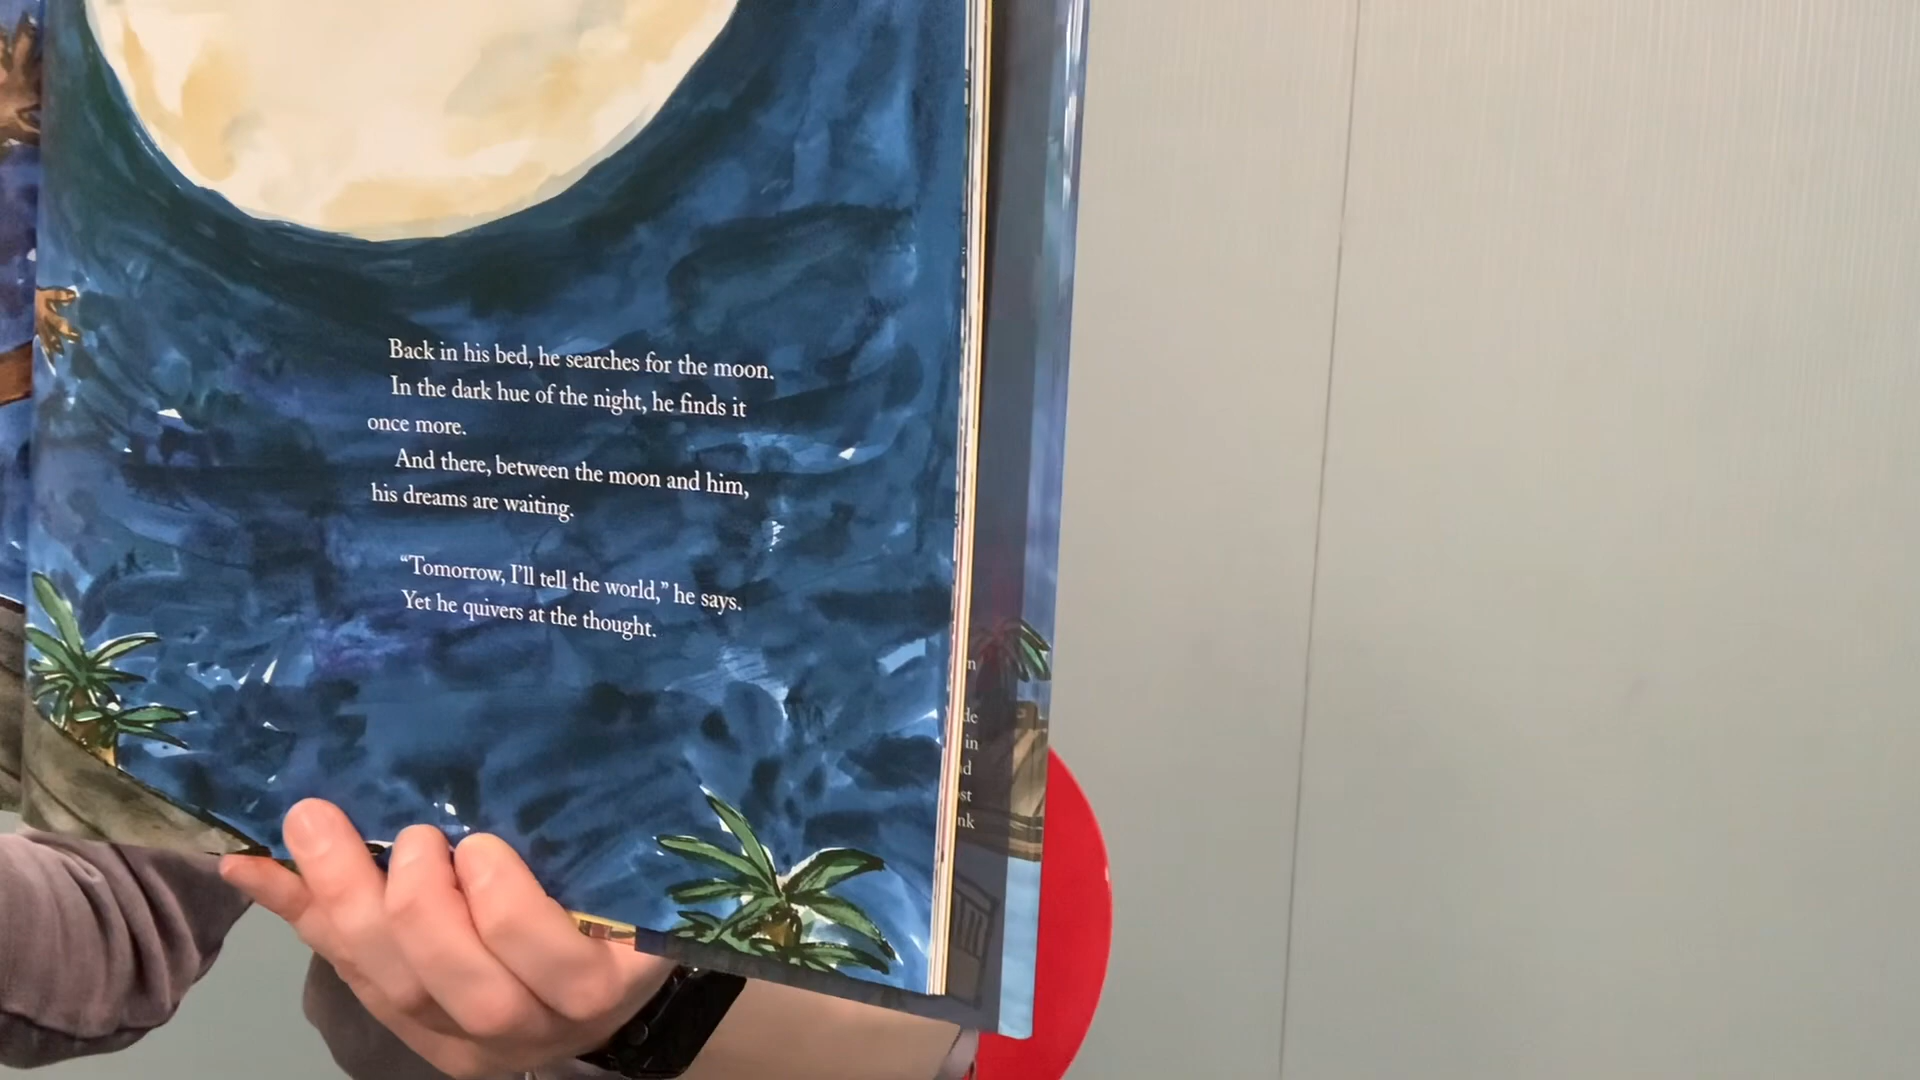 Back in his bed, he searches for the moon.
In the dark hue of the night, he finds it
once more.
And there, between the moon and him,
his dreams are waiting.
“Tomorrow, I’ll tell the world,” he says.
Yet he quivers at the thought.